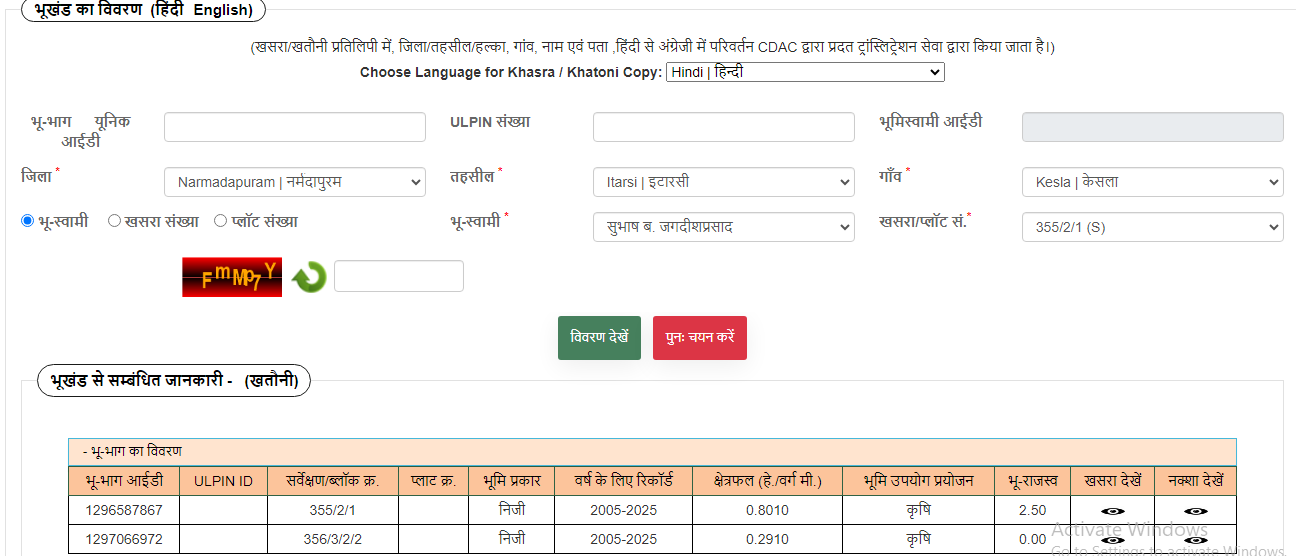 भूखंड का विवरण (हिंदी English)
(खसरा/खतौनी प्रतिलिपी में, जिला/तहसील/हल्का, गांव, नाम एवं पता ,हिंदी से अंग्रेजी में परिवर्तन CDAC द्वारा प्रदत ट्रांस्लिट्रेशन सेवा द्वारा किया जाता है।)
Choose Language for Khasra / Khatoni Copy: Hindi | हिन्दी
भू-भाग यूनिक आईडी ULPIN संख्या भूमिस्वामी आईडी
जिला * Narmadapuram | नर्मदापुरम तहसील * Itarsi | इटारसी गाँव * Kesla | केसला
भू-स्वामी खसरा संख्या प्लॉट संख्या भू-स्वामी * सुभाष ब. जगदीशप्रसाद खसरा/प्लॉट सं.* 355/2/1 (S)
FmMp7Y
विवरण देखें पुनः चयन करें
भूखंड से सम्बंधित जानकारी - (खतौनी)
- भू-भाग का विवरण
भू-भाग आईडी ULPIN ID सर्वेक्षण/ब्लॉक क्र. प्लाट क्र. भूमि प्रकार वर्ष के लिए रिकॉर्ड क्षेत्रफल (हे./वर्ग मी.) भूमि उपयोग प्रयोजन भू-राजस्व खसरा देखें नक्शा देखें
1296587867 355/2/1 निजी 2005-2025 0.8010 कृषि 2.50
1297066972 356/3/2/2 निजी 2005-2025 0.2910 कृषि 0.00
Activate Windows
Go to Settings to activate Windows.